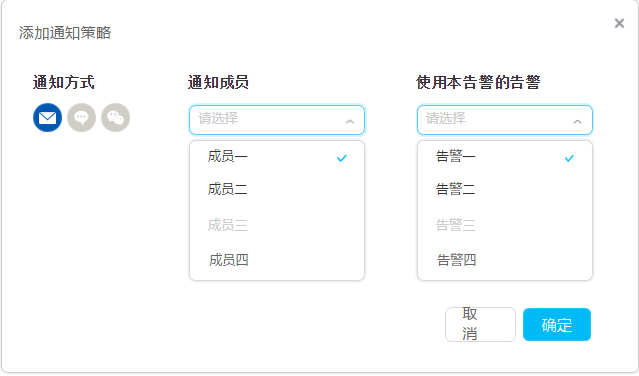 添加通知策略
通知方式
通知成员
使用本告警的告警
请选择
请选择
成员一
告警一
成员二
告警二
成员三
告警三
成员四
告警四
取
消
确定